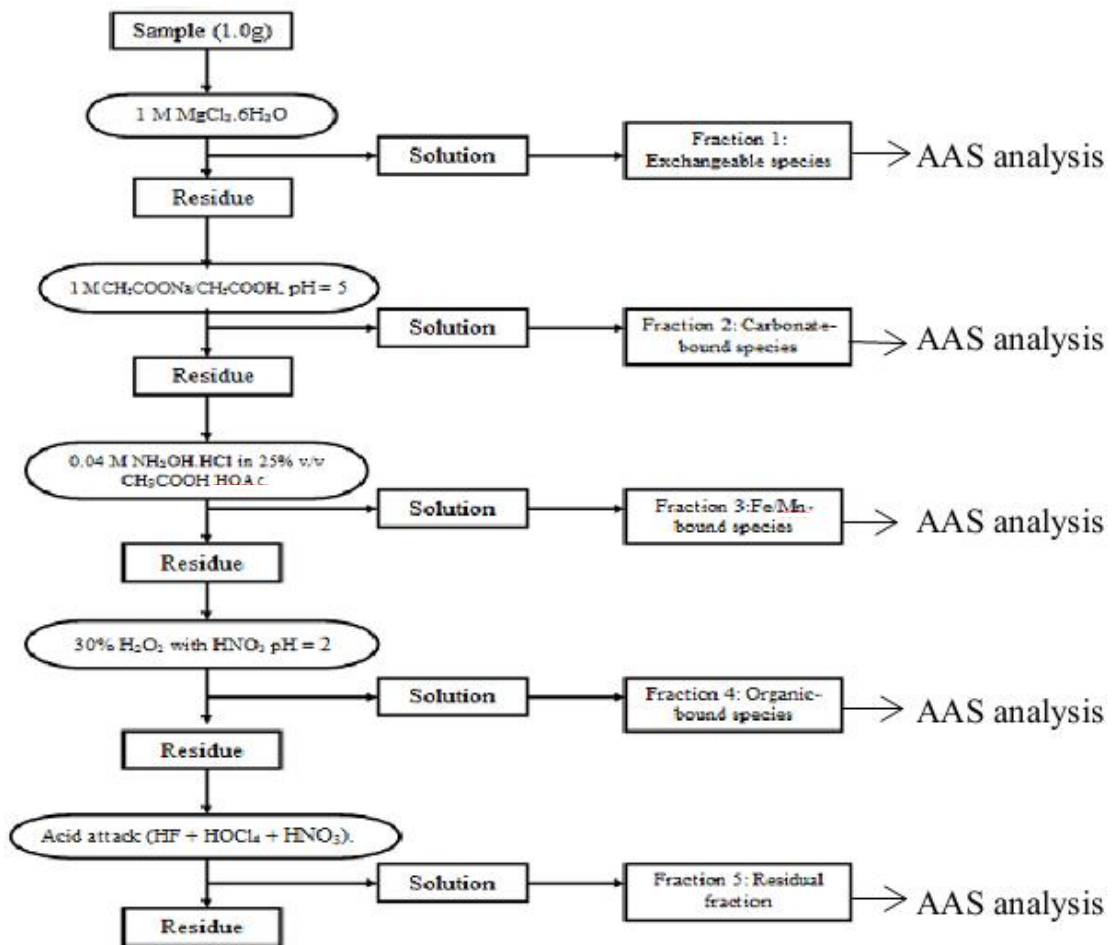 Sample (1.0g)
1 M MgCl₂.6H₂O
Solution
Fraction 1:
Exchangeable species
AAS analysis
Residue
1 M CH₃COONa/CH₃COOH, pH = 5
Solution
Fraction 2: Carbonate-
bound species
AAS analysis
Residue
0.04 M NH₂OH.HCl in 25% v/v
CH₃COOH HOAc
Solution
Fraction 3:Fe/Mn-
bound species
AAS analysis
Residue
30% H₂O₂ with HNO₃ pH = 2
Solution
Fraction 4: Organic-
bound species
AAS analysis
Residue
Acid attack (HF + HOCl₄ + HNO₃).
Solution
Fraction 5: Residual
fraction
AAS analysis
Residue